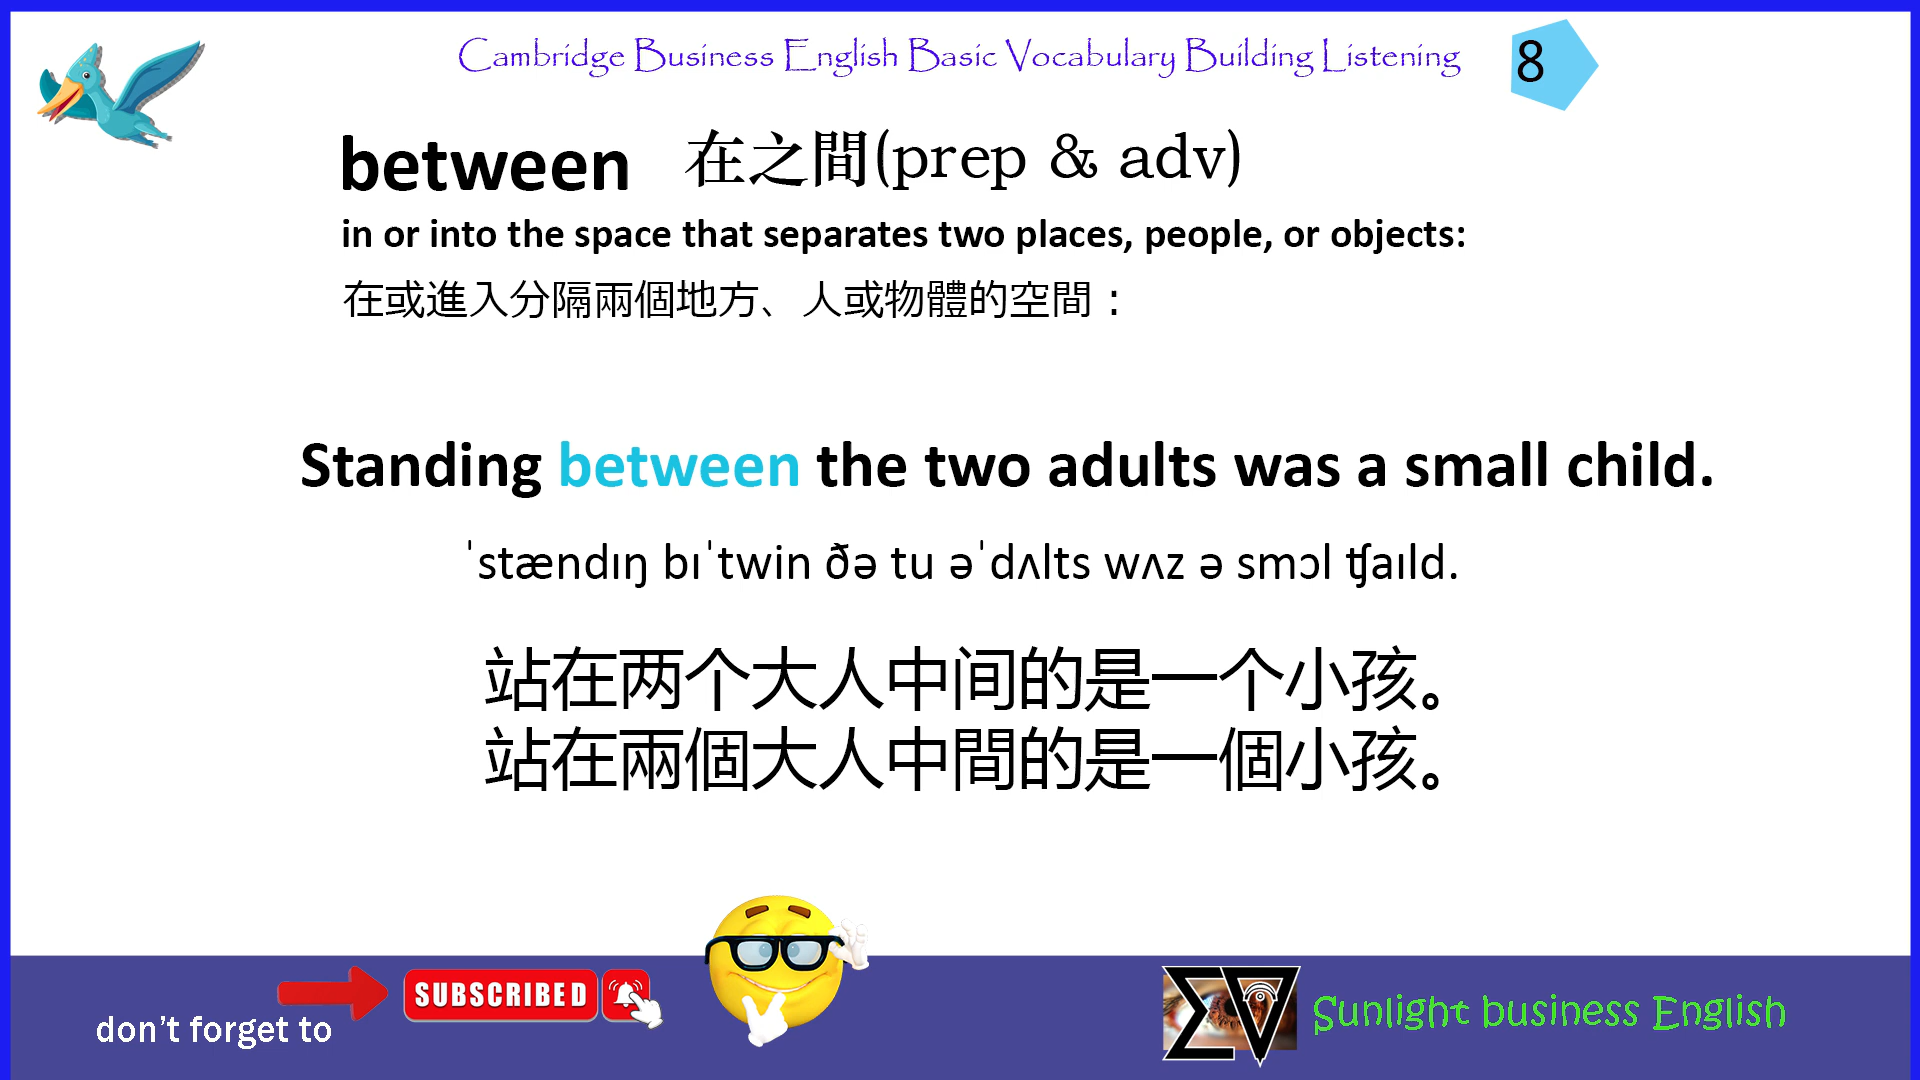 Cambridge Business English Basic Vocabulary Building Listening
8
between 在之間(prep & adv)
in or into the space that separates two places, people, or objects:
在或進入分隔兩個地方、人或物體的空間：
Standing between the two adults was a small child.
ˈstændɪŋ bɪˈtwin ðə tu əˈdʌlts wʌz ə smɔl ʧaɪld.
站在两个大人中间的是一个小孩。
站在兩個大人中間的是一個小孩。
don't forget to
SUBSCRIBED
Sunlight business English